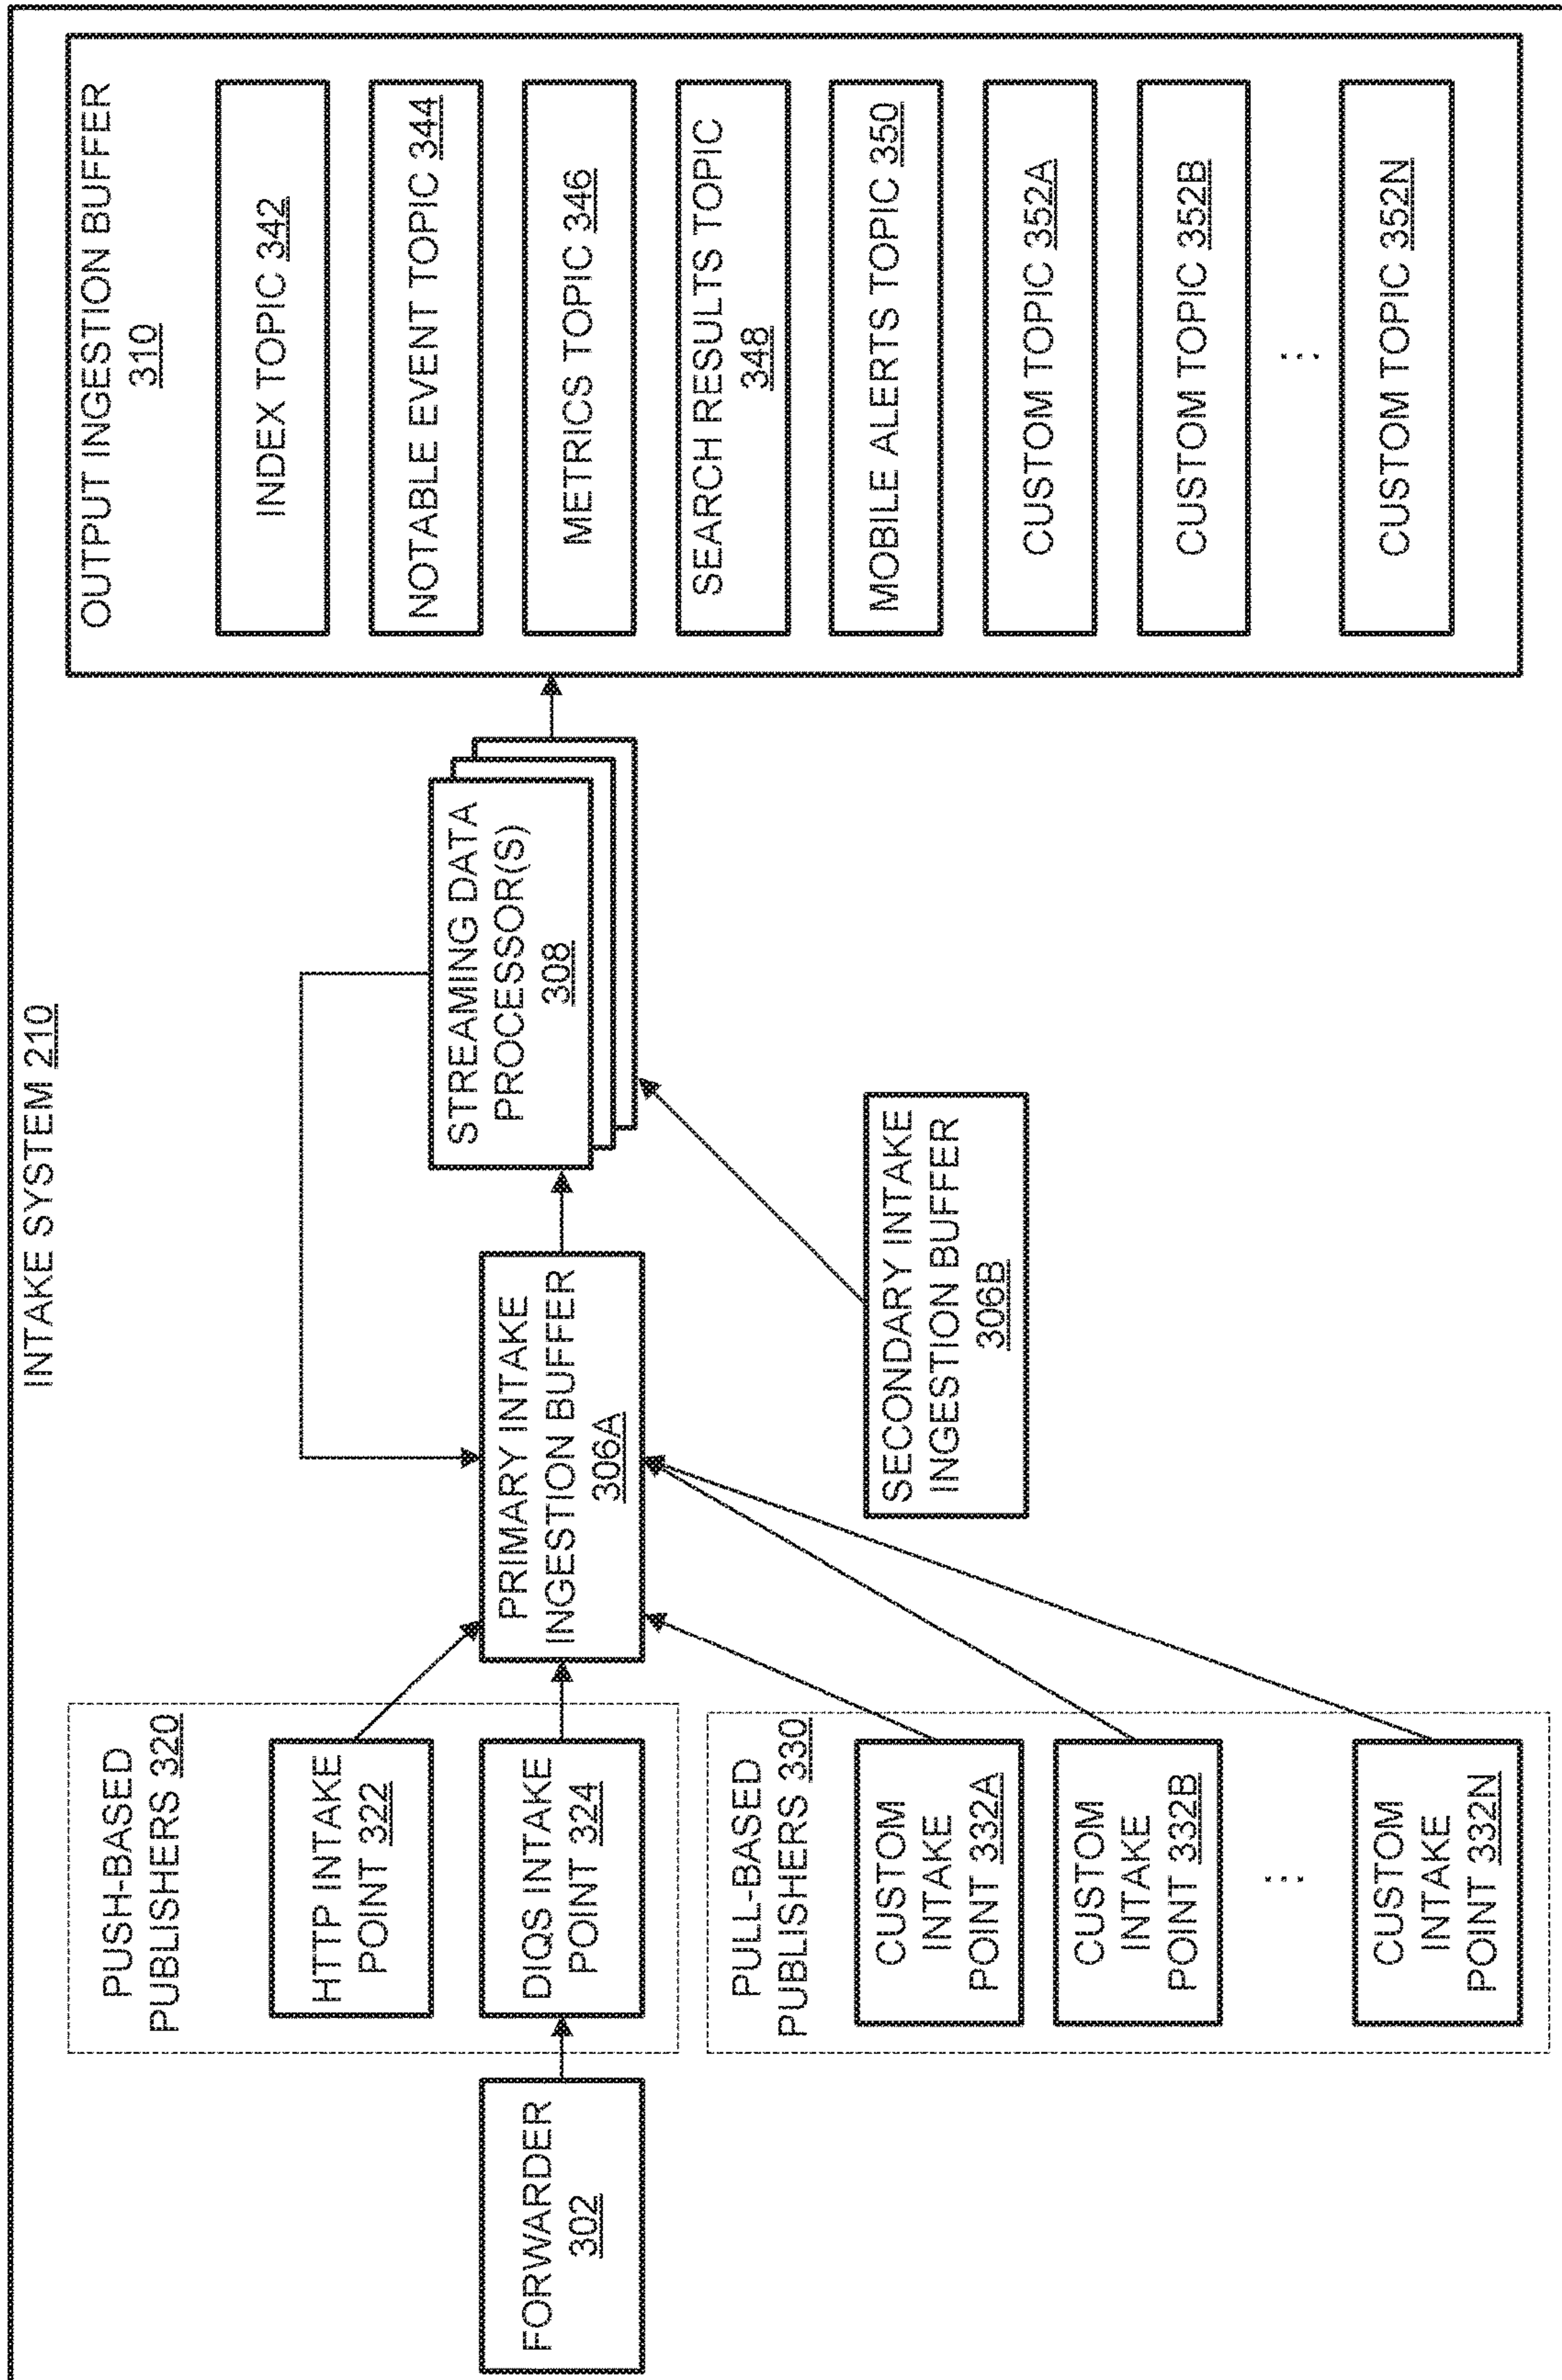 INTAKE SYSTEM 210
FORWARDER
302
PUSH-BASED
PUBLISHERS 320
HTTP INTAKE
POINT 322
DIQS INTAKE
POINT 324
PULL-BASED
PUBLISHERS 330
CUSTOM
INTAKE
POINT 332A
CUSTOM
INTAKE
POINT 332B
...
CUSTOM
INTAKE
POINT 332N
PRIMARY INTAKE
INGESTION BUFFER
306A
SECONDARY INTAKE
INGESTION BUFFER
306B
STREAMING DATA
PROCESSOR(S)
308
OUTPUT INGESTION BUFFER
310
INDEX TOPIC 342
NOTABLE EVENT TOPIC 344
METRICS TOPIC 346
SEARCH RESULTS TOPIC
348
MOBILE ALERTS TOPIC 350
CUSTOM TOPIC 352A
CUSTOM TOPIC 352B
...
CUSTOM TOPIC 352N